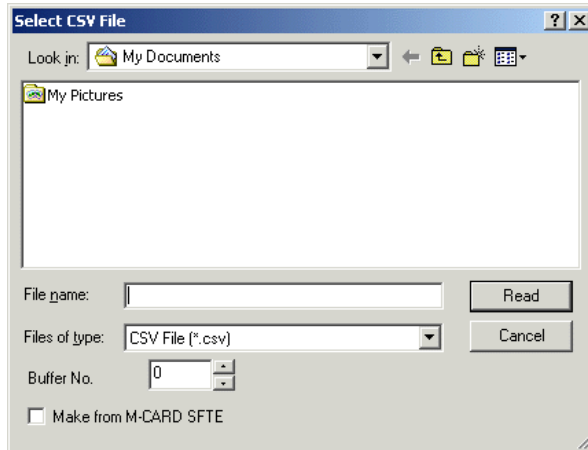 Select CSV File
Look in: My Documents
My Pictures
File name:
Read
Files of type: CSV File (*.csv)
Cancel
Buffer No. 0
Make from M-CARD SFTE